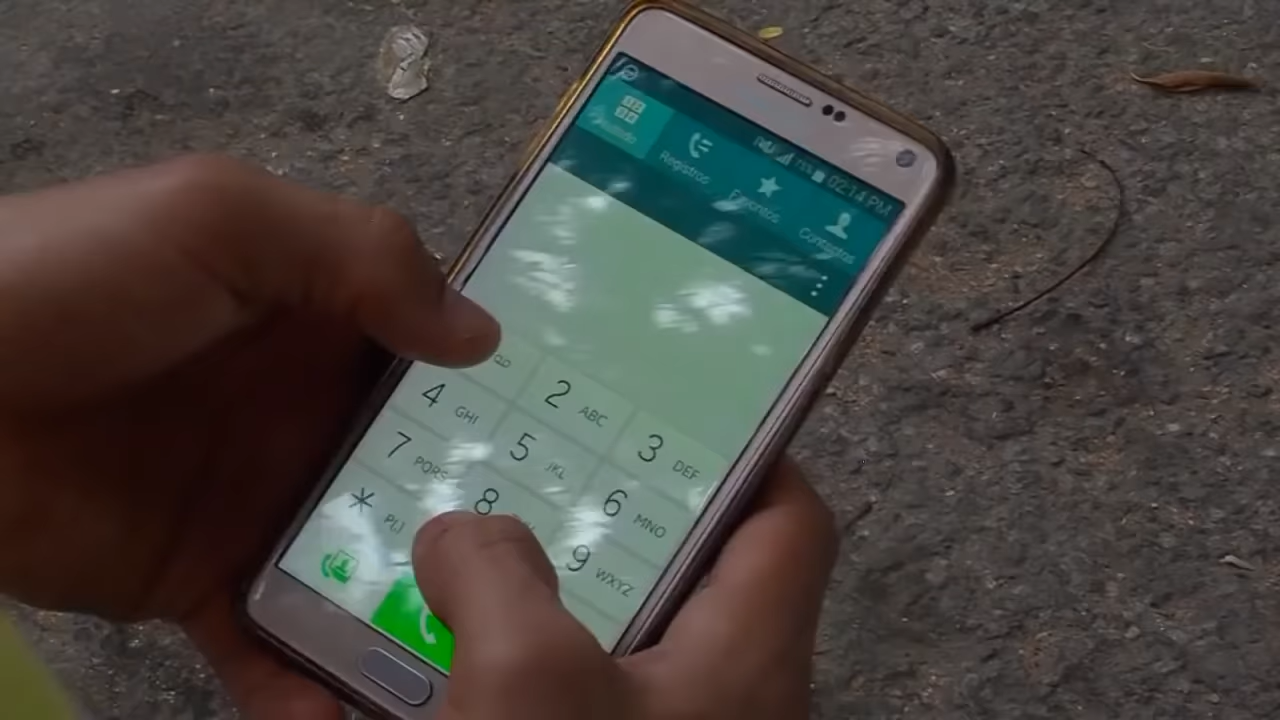 02:14 PM
Teclado
Registros
Favoritos
Contactos
2 ABC
3 DEF
4 GHI
5 JKL
6 MNO
7 PQRS
8
9 WXYZ
* P(,)